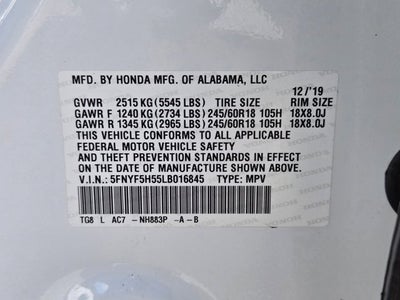 MFD. BY HONDA MFG. OF ALABAMA, LLC
12/'19
GVWR 2515 KG (5545 LBS) TIRE SIZE RIM SIZE
GAWR F 1240 KG (2734 LBS) 245/60R18 105H 18X8.0J
GAWR R 1345 KG (2965 LBS) 245/60R18 105H 18X8.0J
THIS VEHICLE CONFORMS TO ALL APPLICABLE
FEDERAL MOTOR VEHICLE SAFETY
AND THEFT PREVENTION STANDARDS IN EFFECT
ON THE DATE OF MANUFACTURE SHOWN ABOVE.
V.I.N.: 5FNYF5H55LB016845 TYPE: MPV
TG8 L AC7 -NH883P -A-B